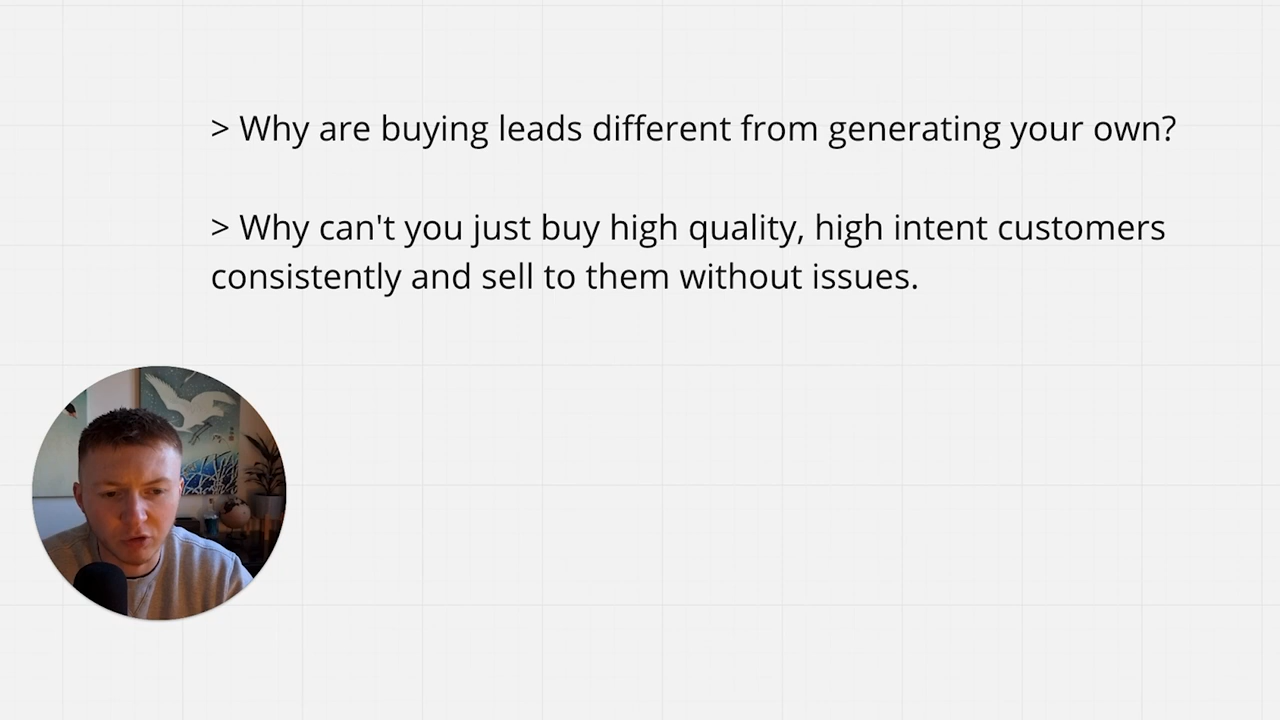 > Why are buying leads different from generating your own?
> Why can't you just buy high quality, high intent customers
consistently and sell to them without issues.